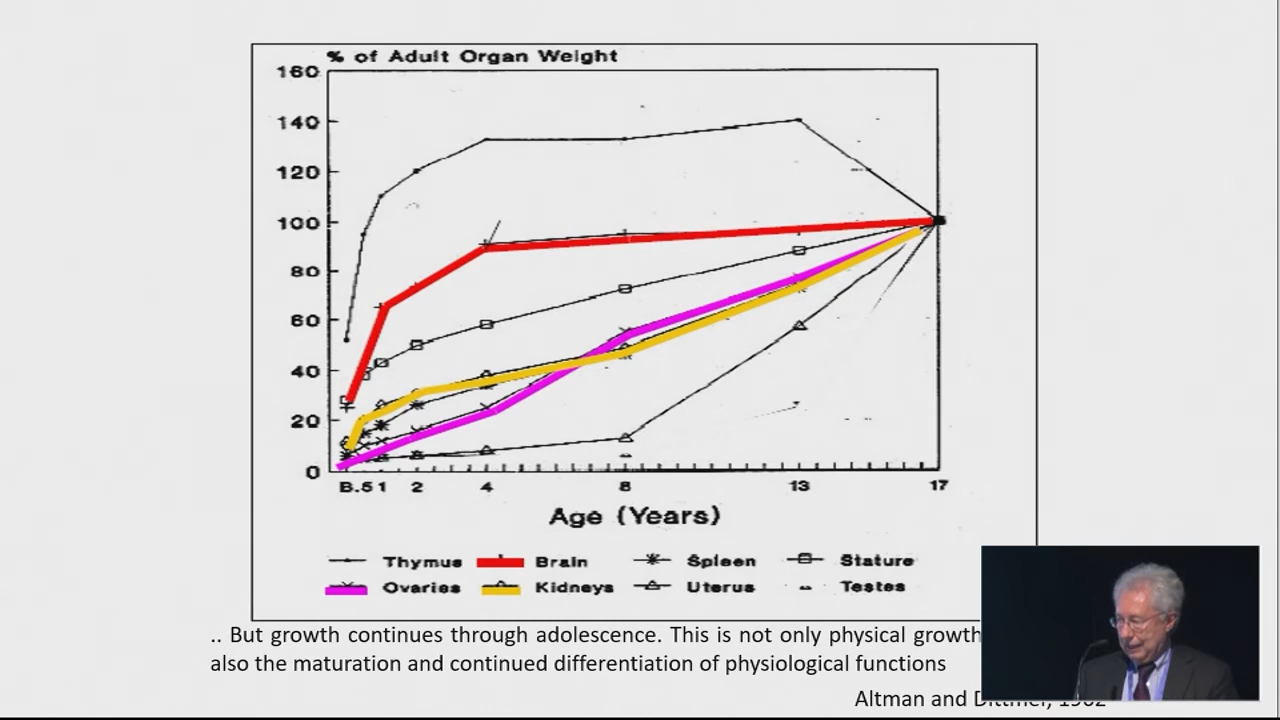 % of Adult Organ Weight
160
140
120
100
80
60
40
20
0
B .5 1 2 4 8 13 17
Age (Years)
Thymus Brain Spleen Stature
Ovaries Kidneys Uterus Testes
.. But growth continues through adolescence. This is not only physical growth
also the maturation and continued differentiation of physiological functions
Altman and Dittmer, 1962